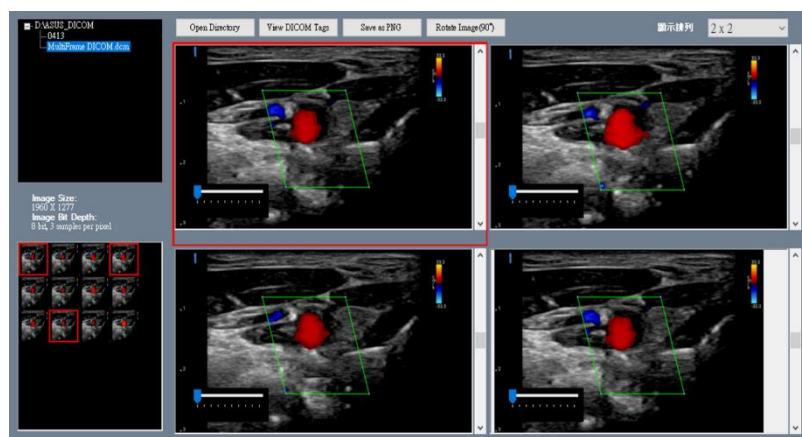 D:\ASUS_DICOM
0413
MultiFrame DICOM.dcm
Open Directory
View DICOM Tags
Save as PNG
Rotate Image(90°)
顯示排列
2 x 2
Image Size:
1960 X 1277
Image Bit Depth:
8 bit, 3 samples per pixel